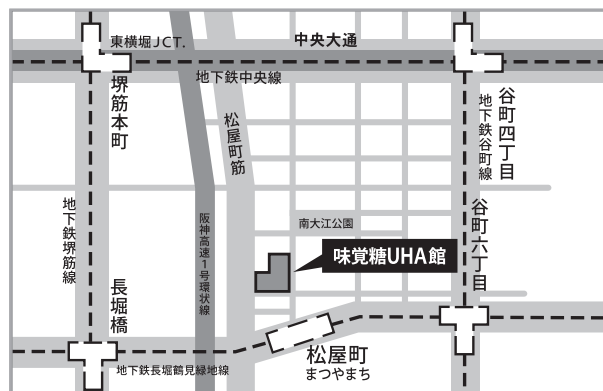 東横堀JCT.
中央大通
地下鉄中央線
堺筋本町
松屋町筋
地下鉄谷町線
谷町四丁目
地下鉄堺筋線
阪神高速1号環状線
南大江公園
味覚糖UHA館
谷町六丁目
長堀橋
松屋町
まつやまち
地下鉄長堀鶴見緑地線